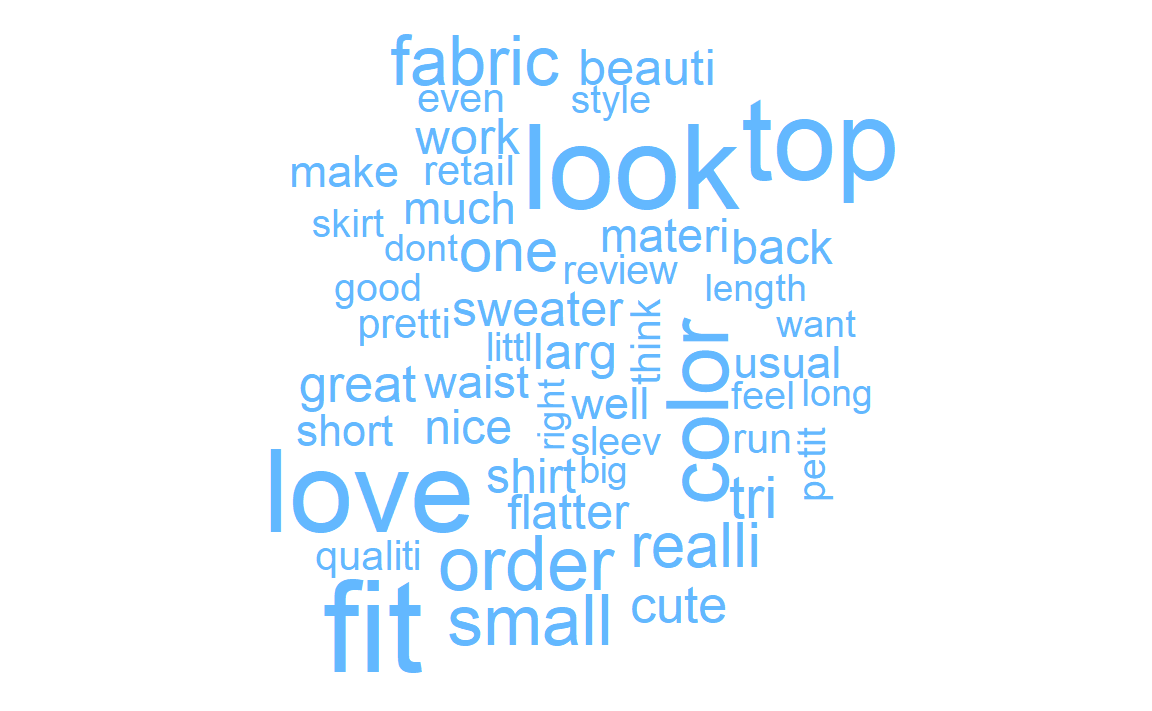 fabric
beauti
even
style
work
look
top
make
retail
much
skirt
dont
one
materi
back
review
good
length
sweater
pretti
think
want
littl
larg
color
usual
great
waist
right
well
feel
long
short
nice
sleev
run
petit
love
shirt
big
tri
flatter
qualiti
order
realli
fit
small
cute